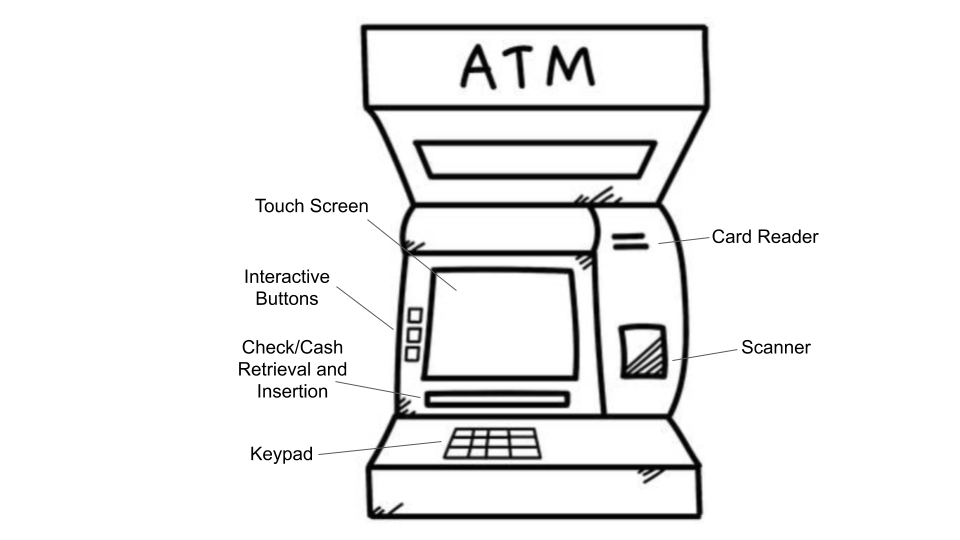 ATM
Touch Screen
Card Reader
Interactive
Buttons
Check/Cash
Retrieval and
Insertion
Scanner
Keypad